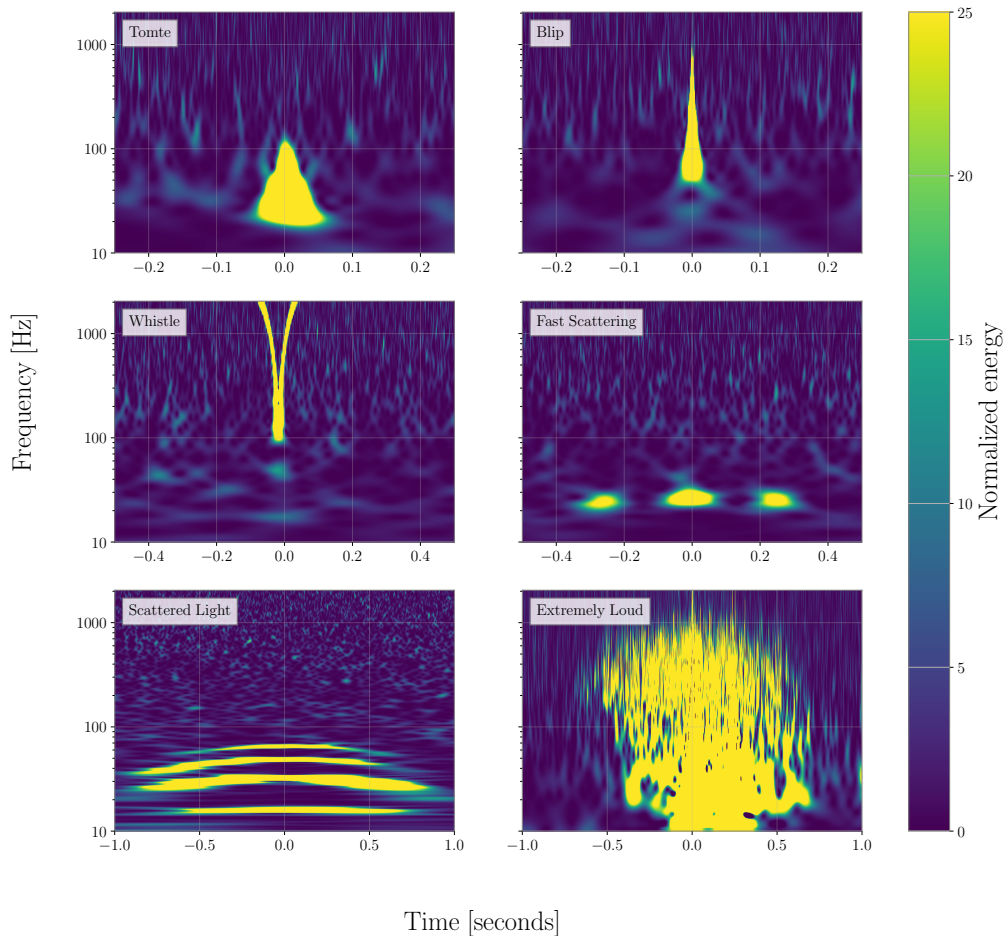 Tomte
1000
100
10
−0.2 −0.1 0.0 0.1 0.2
Blip
−0.2 −0.1 0.0 0.1 0.2
Whistle
1000
100
10
−0.4 −0.2 0.0 0.2 0.4
Fast Scattering
−0.4 −0.2 0.0 0.2 0.4
Scattered Light
1000
100
10
−1.0 −0.5 0.0 0.5 1.0
Extremely Loud
−1.0 −0.5 0.0 0.5 1.0
Frequency [Hz]
Time [seconds]
25
20
15
10
5
0
Normalized energy